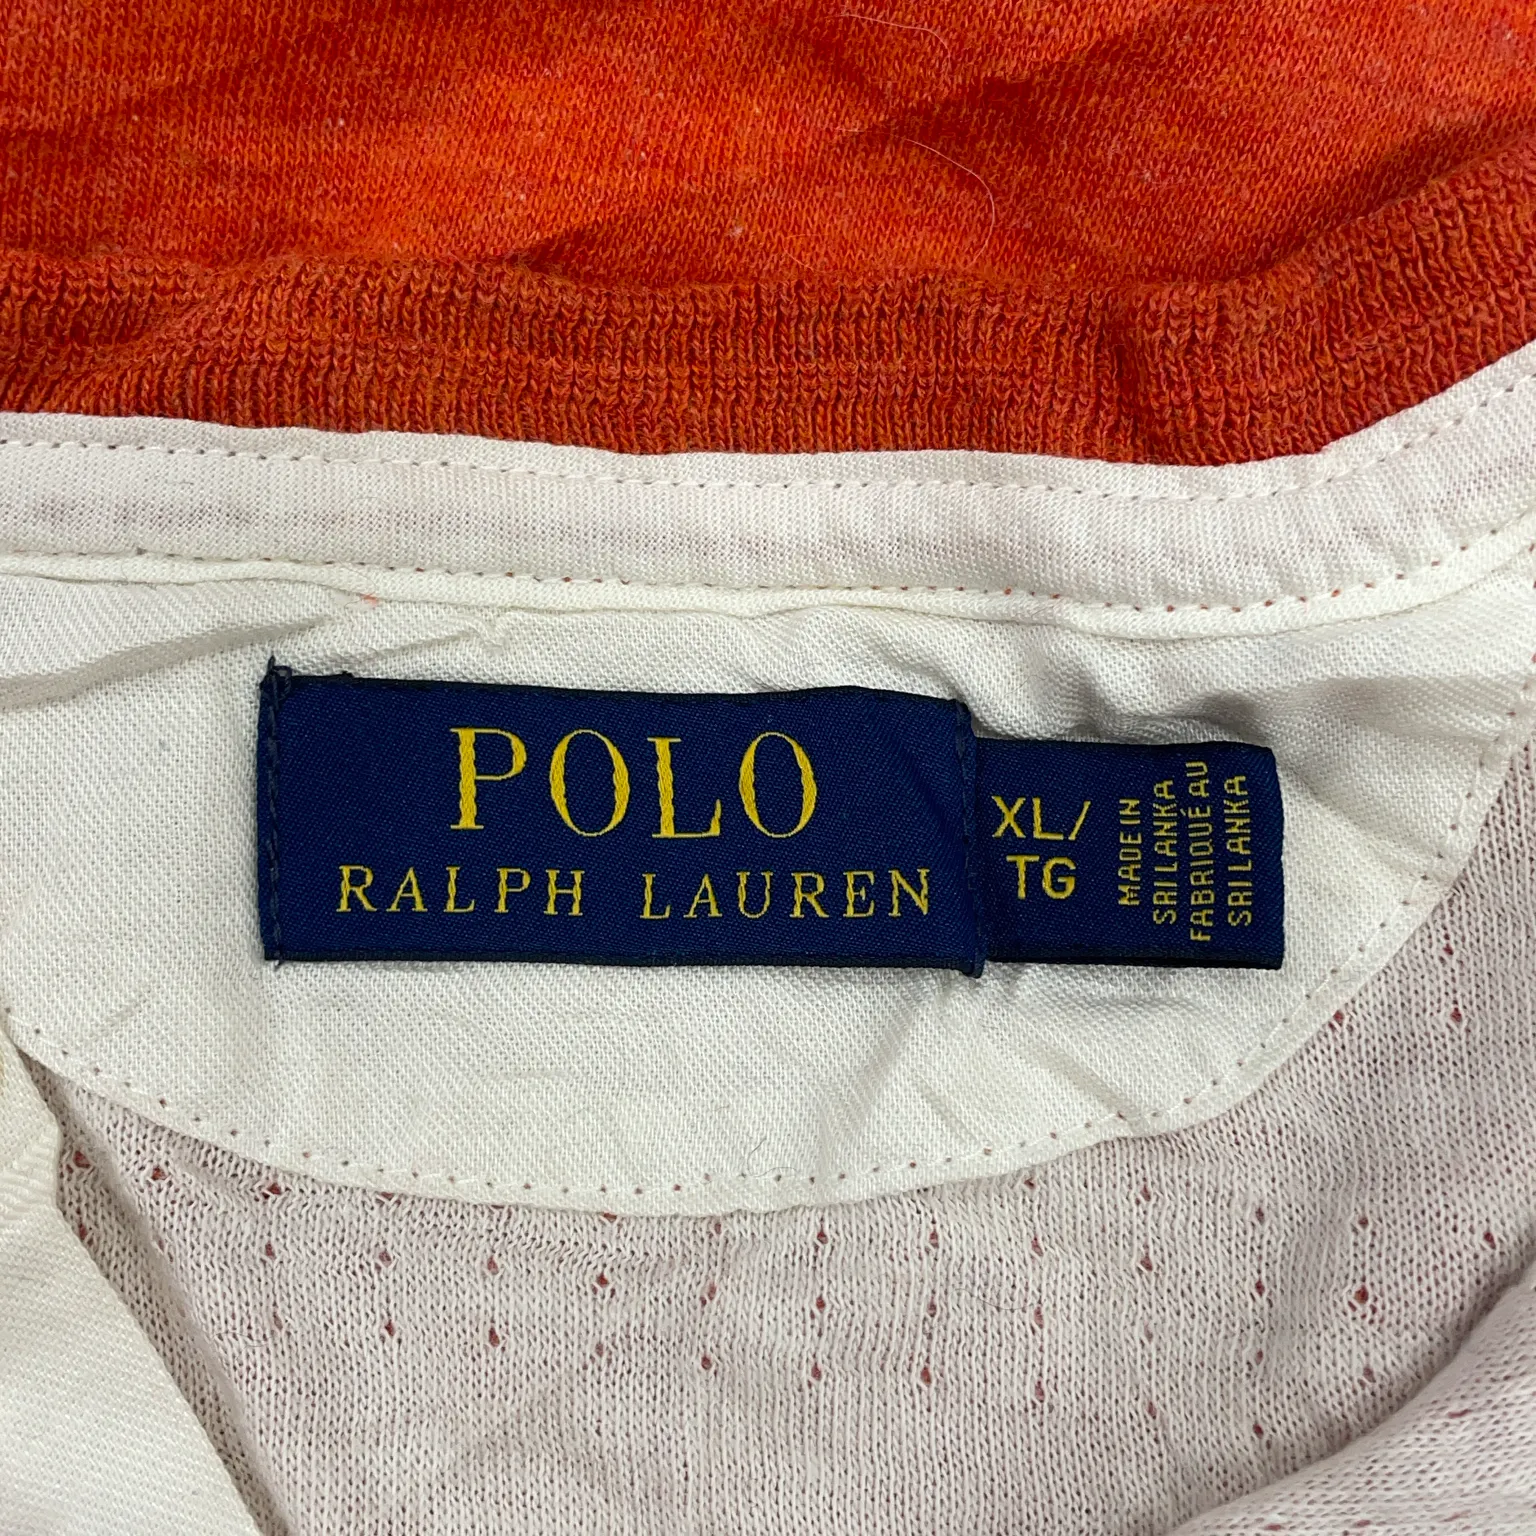 POLO
RALPH LAUREN
XL/
TG
MADE IN
SRI LANKA
FABRIQUÉ AU
SRI LANKA